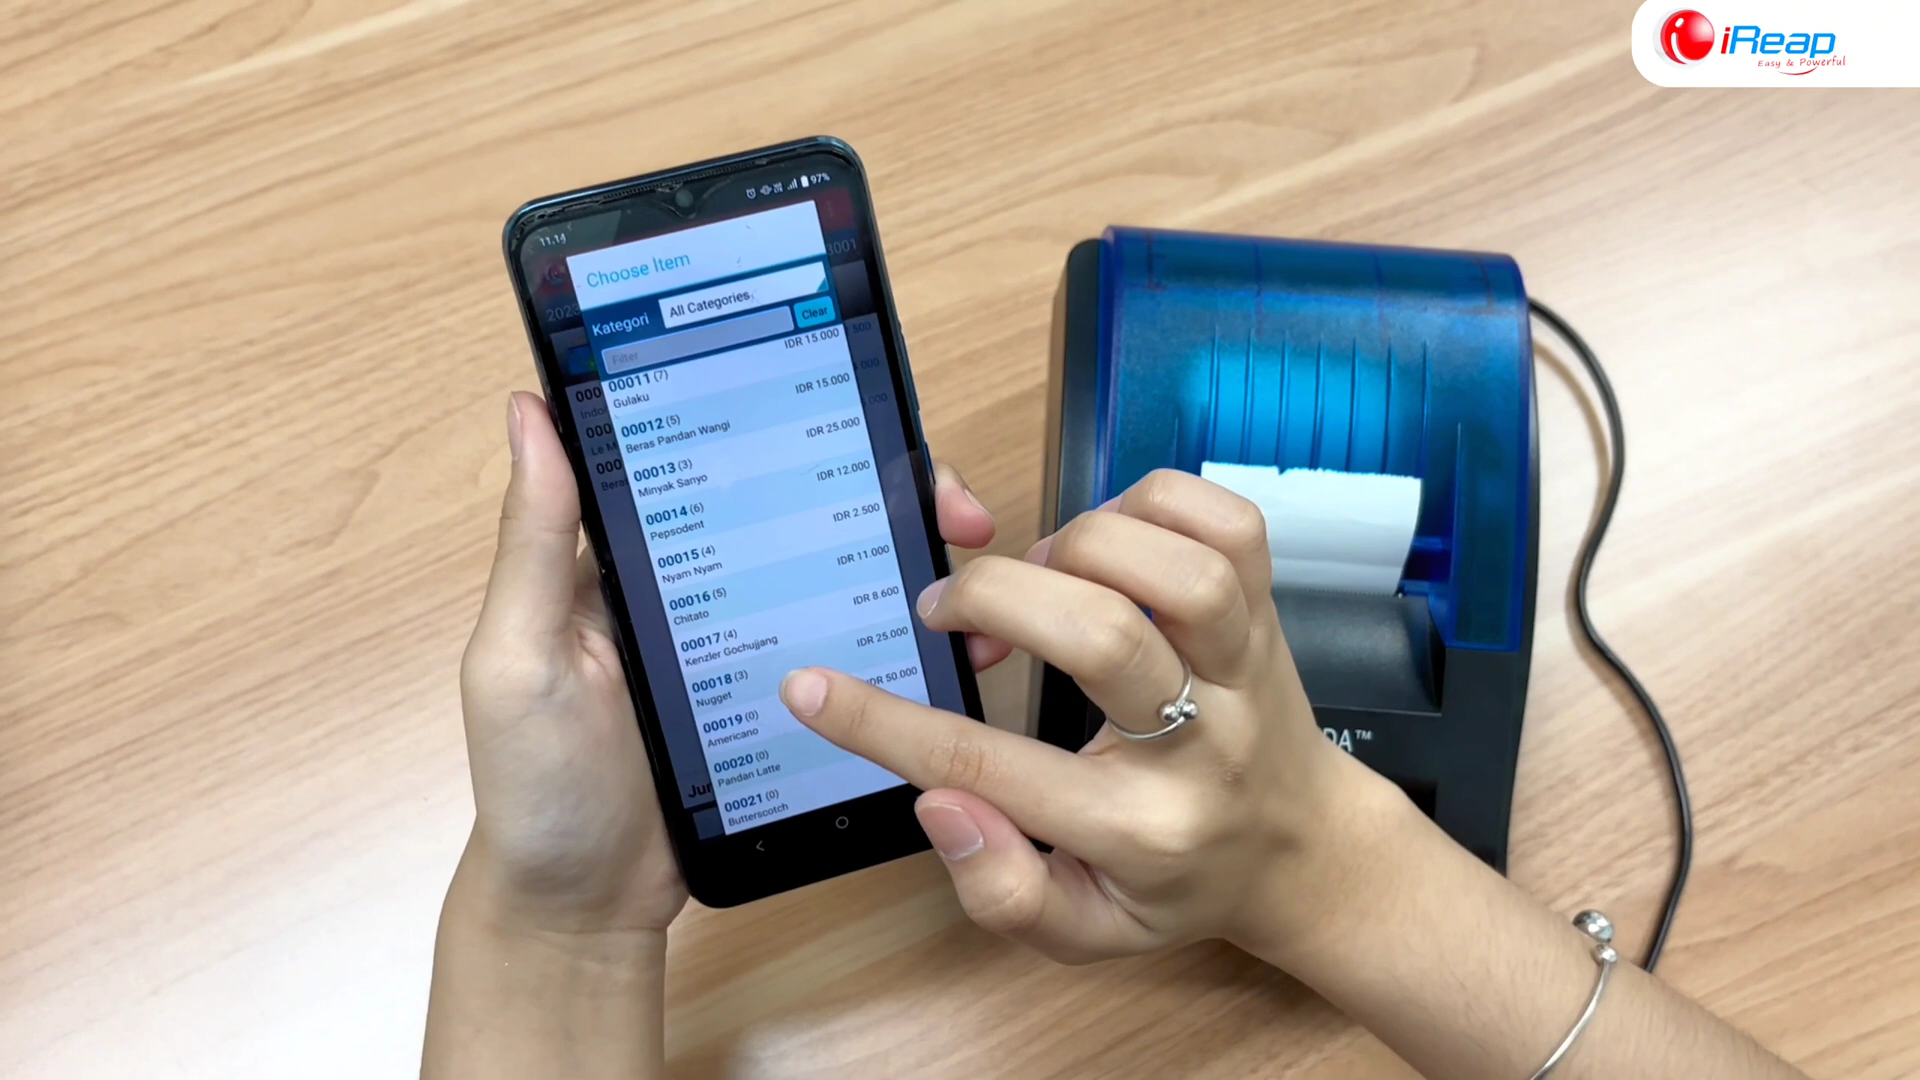 iReap
Easy & Powerful
11.14
97%
3001
Choose Item
Kategori
All Categories
Filter
Clear
IDR 15.000
00011 (7)
Gulaku
IDR 15.000
00012 (5)
Beras Pandan Wangi
IDR 25.000
00013 (3)
Minyak Sanyo
IDR 12.000
00014 (6)
Pepsodent
IDR 2.500
00015 (4)
Nyam Nyam
IDR 11.000
00016 (5)
Chitato
IDR 8.600
00017 (4)
Kenzler Gochujjang
IDR 25.000
00018 (3)
Nugget
IDR 50.000
00019 (0)
Americano
00020 (0)
Pandan Latte
00021 (0)
Butterscotch
DA™